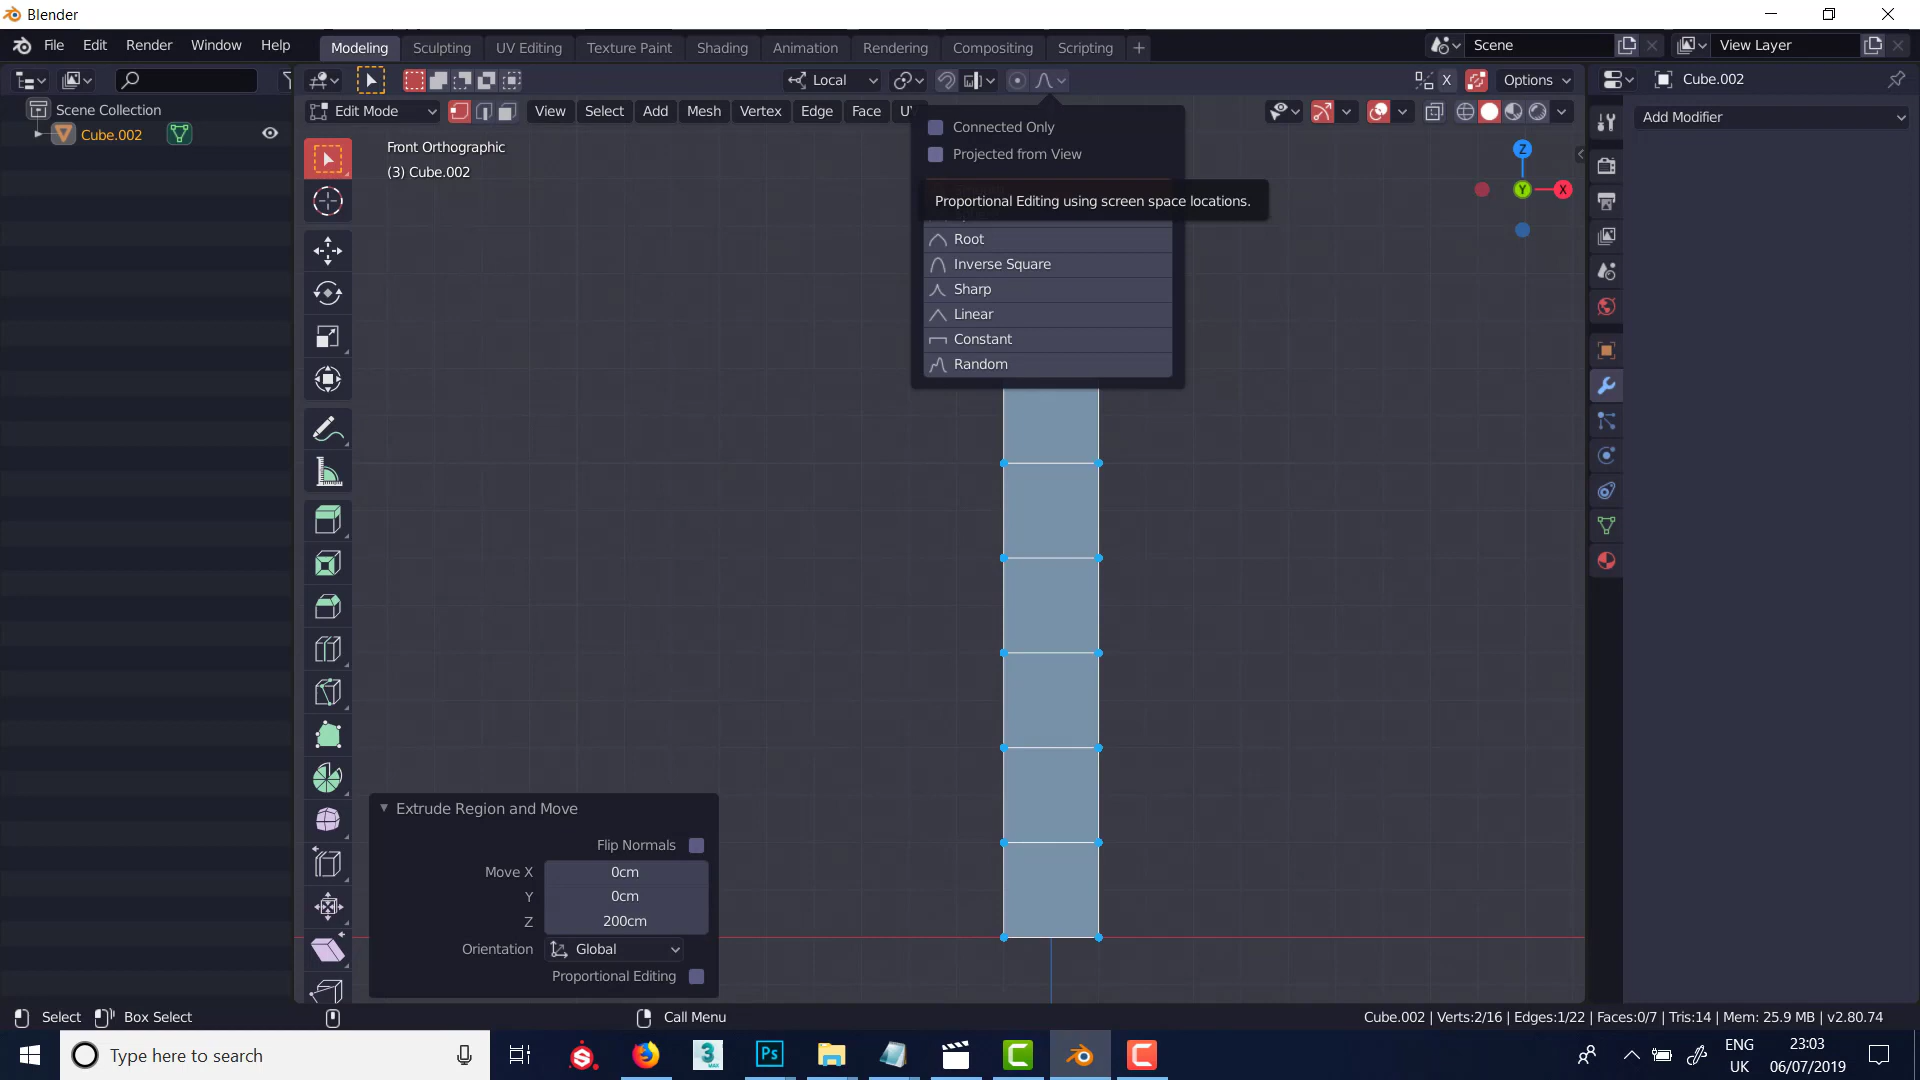 Blender
File Edit Render Window Help
Modeling Sculpting UV Editing Texture Paint Shading Animation Rendering Compositing Scripting +
Scene
View Layer
Local
X
Options
Cube.002
Scene Collection
Cube.002
Edit Mode
View Select Add Mesh Vertex Edge Face
Add Modifier
Front Orthographic
(3) Cube.002
Connected Only
Projected from View
Proportional Editing using screen space locations.
Root
Inverse Square
Sharp
Linear
Constant
Random
Z
Y
X
Extrude Region and Move
Flip Normals
Move X 0cm
Y 0cm
Z 200cm
Orientation Global
Proportional Editing
Select Box Select Call Menu
Cube.002 | Verts:2/16 | Edges:1/22 | Faces:0/7 | Tris:14 | Mem: 25.9 MB | v2.80.74
Type here to search
S
3
MAX
Ps
C
C
ENG
UK
23:03
06/07/2019